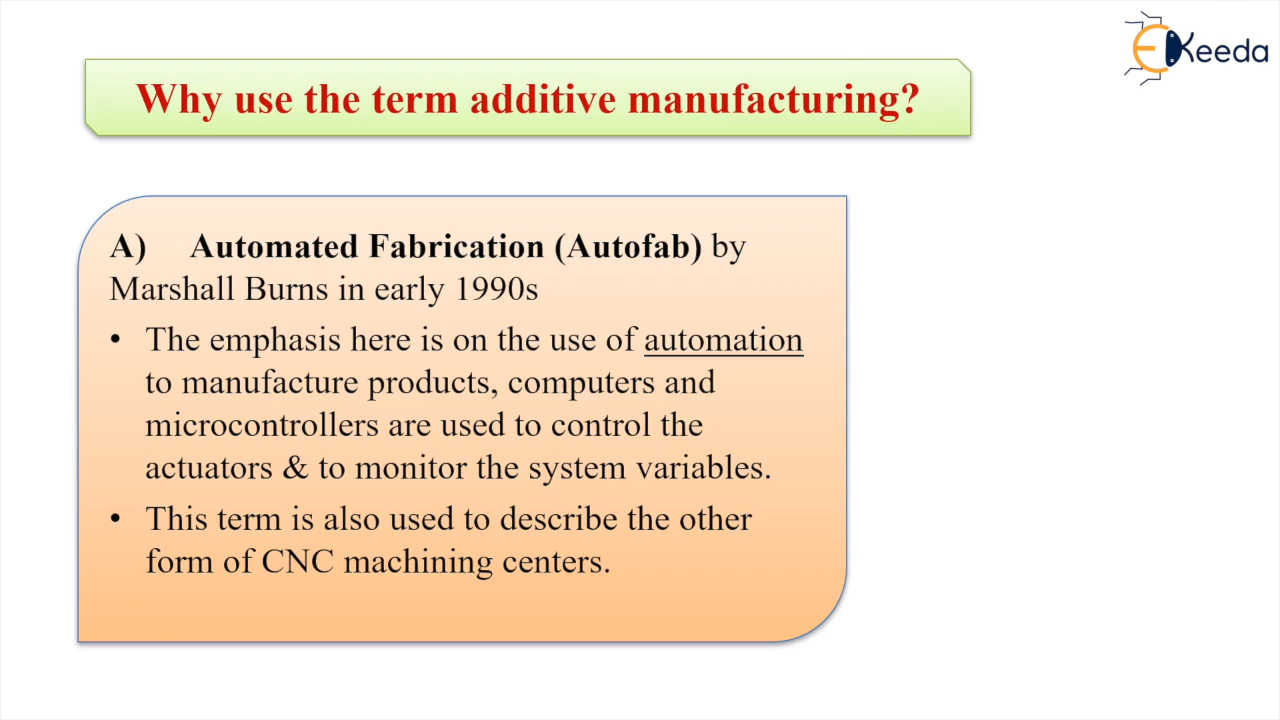 EKeeda
Why use the term additive manufacturing?
A) Automated Fabrication (Autofab) by
Marshall Burns in early 1990s
• The emphasis here is on the use of automation
to manufacture products, computers and
microcontrollers are used to control the
actuators & to monitor the system variables.
• This term is also used to describe the other
form of CNC machining centers.